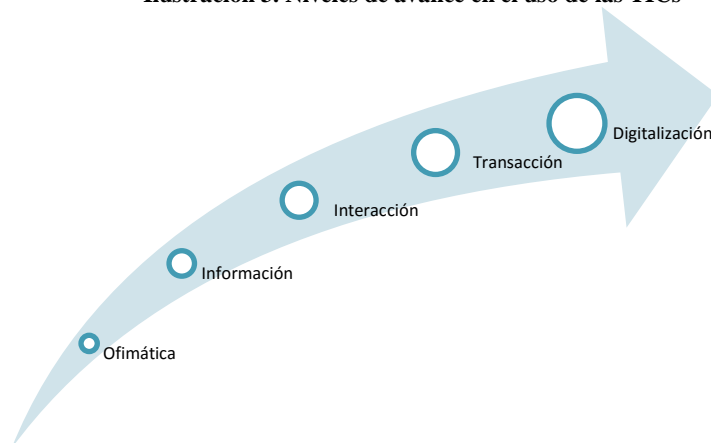 Ilustración 3. Niveles de avance en el uso de las TICs
Digitalización
Transacción
Interacción
Información
Ofimática